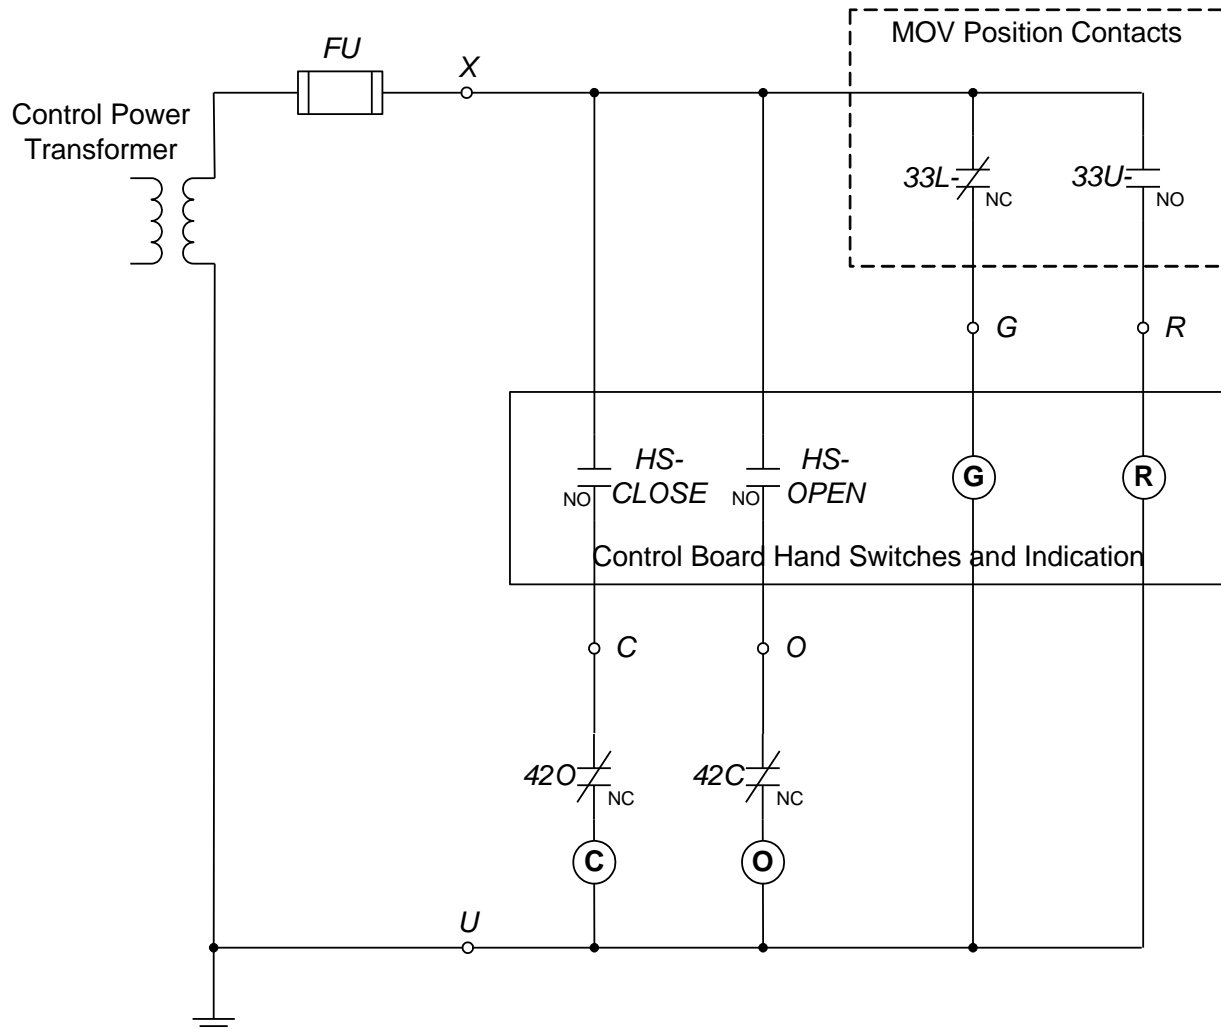 MOV Position Contacts
FU
X
Control Power
Transformer
33L-
NC
33U-
NO
G
R
HS-
CLOSE
NO
HS-
OPEN
NO
G
R
Control Board Hand Switches and Indication
C
O
42O
NC
42C
NC
C
O
U